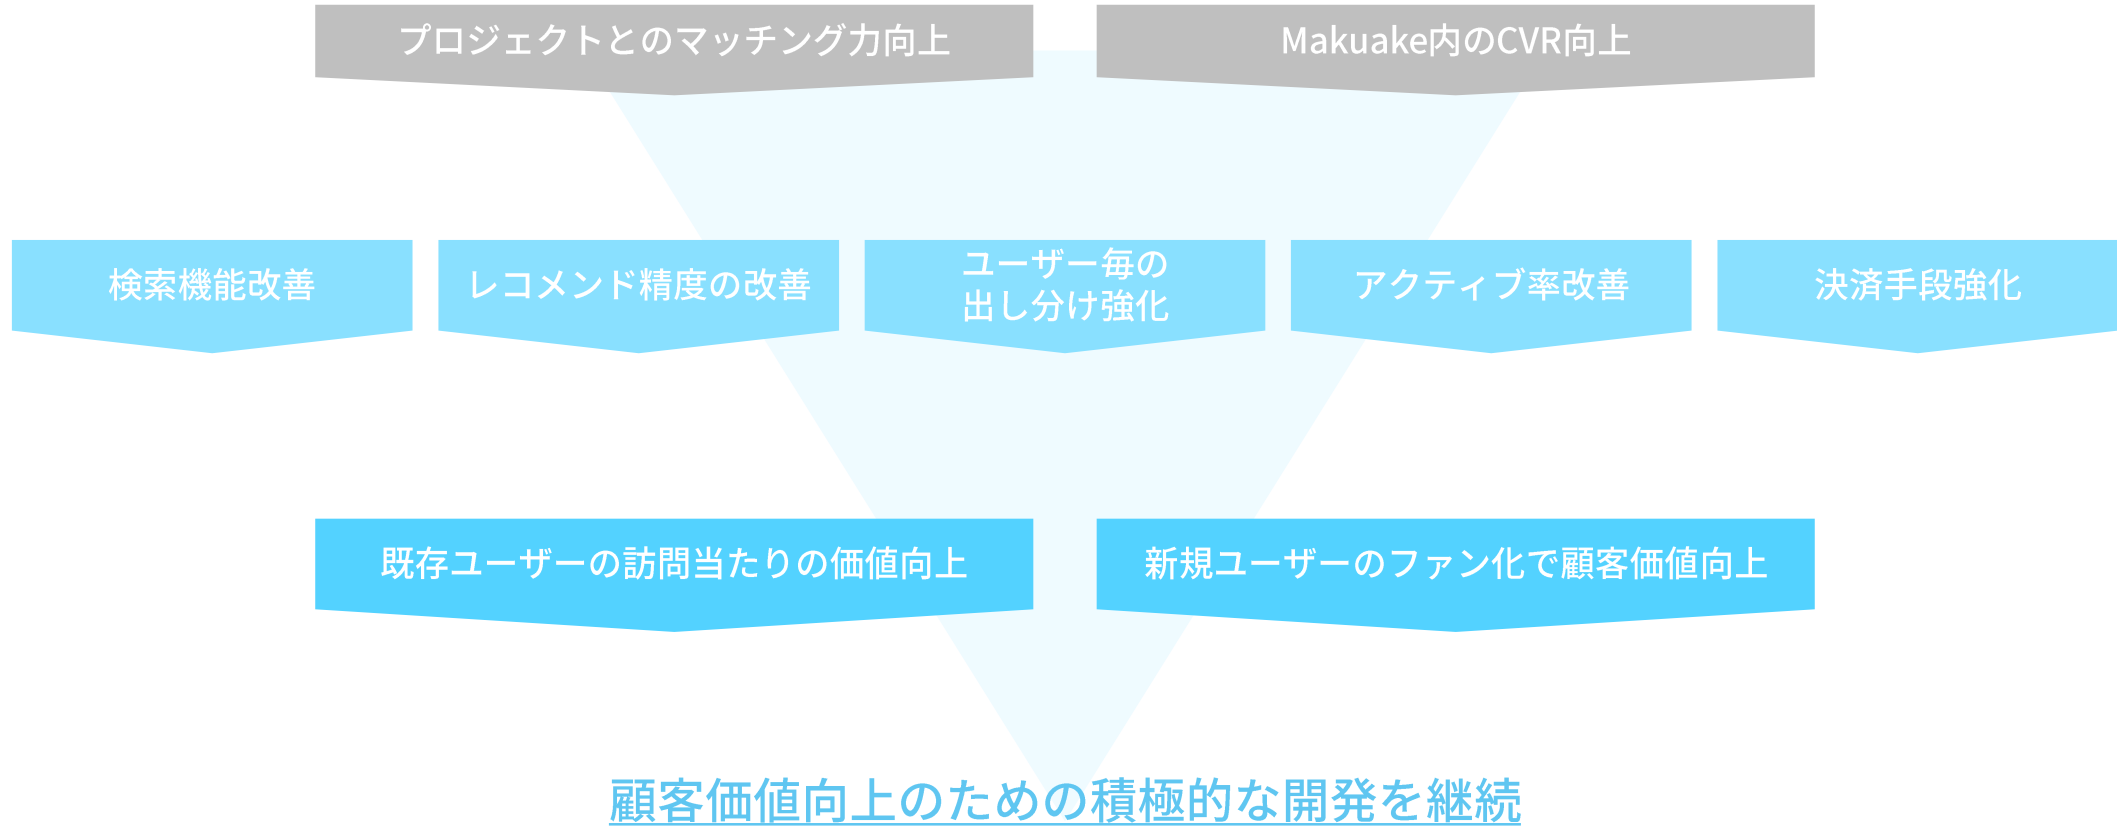 プロジェクトとのマッチング力向上
Makuake内のCVR向上
検索機能改善
レコメンド精度の改善
ユーザー毎の
出し分け強化
アクティブ率改善
決済手段強化
既存ユーザーの訪問当たりの価値向上
新規ユーザーのファン化で顧客価値向上
顧客価値向上のための積極的な開発を継続